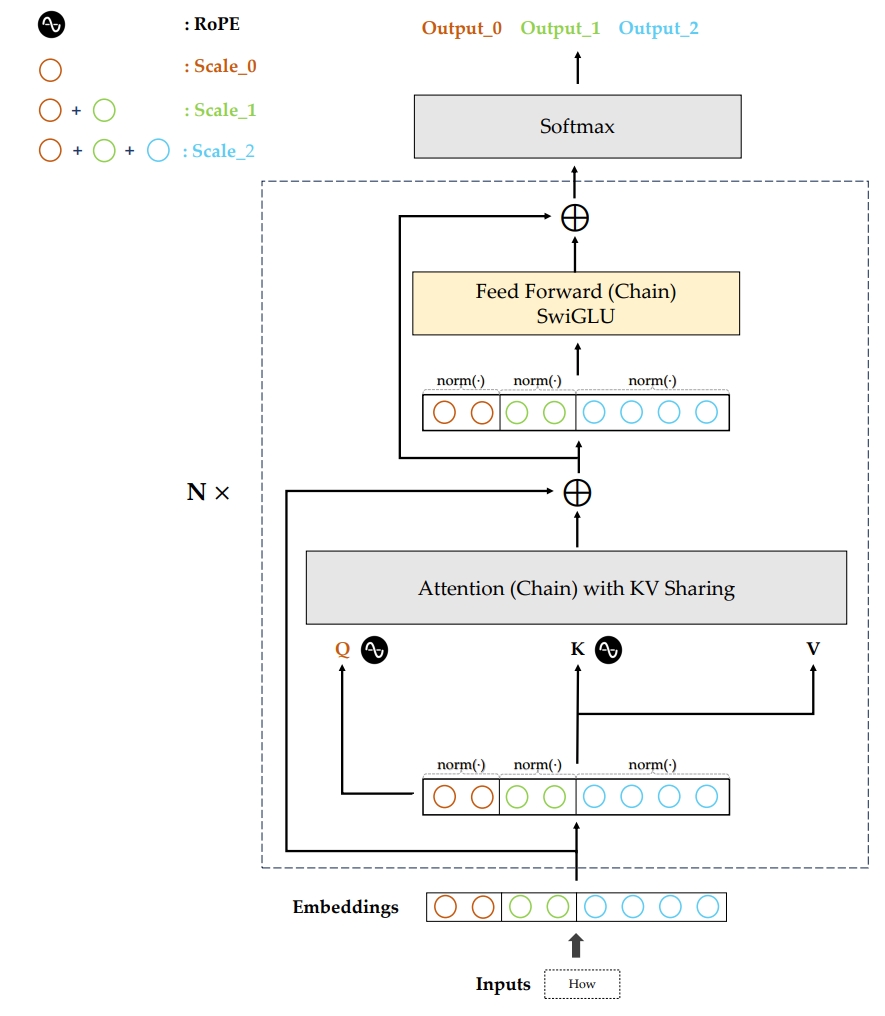 : RoPE
: Scale_0
+ : Scale_1
+ + : Scale_2
Output_0 Output_1 Output_2
Softmax
Feed Forward (Chain)
SwiGLU
norm(·) norm(·) norm(·)
N ×
Attention (Chain) with KV Sharing
Q K V
norm(·) norm(·) norm(·)
Embeddings
Inputs How